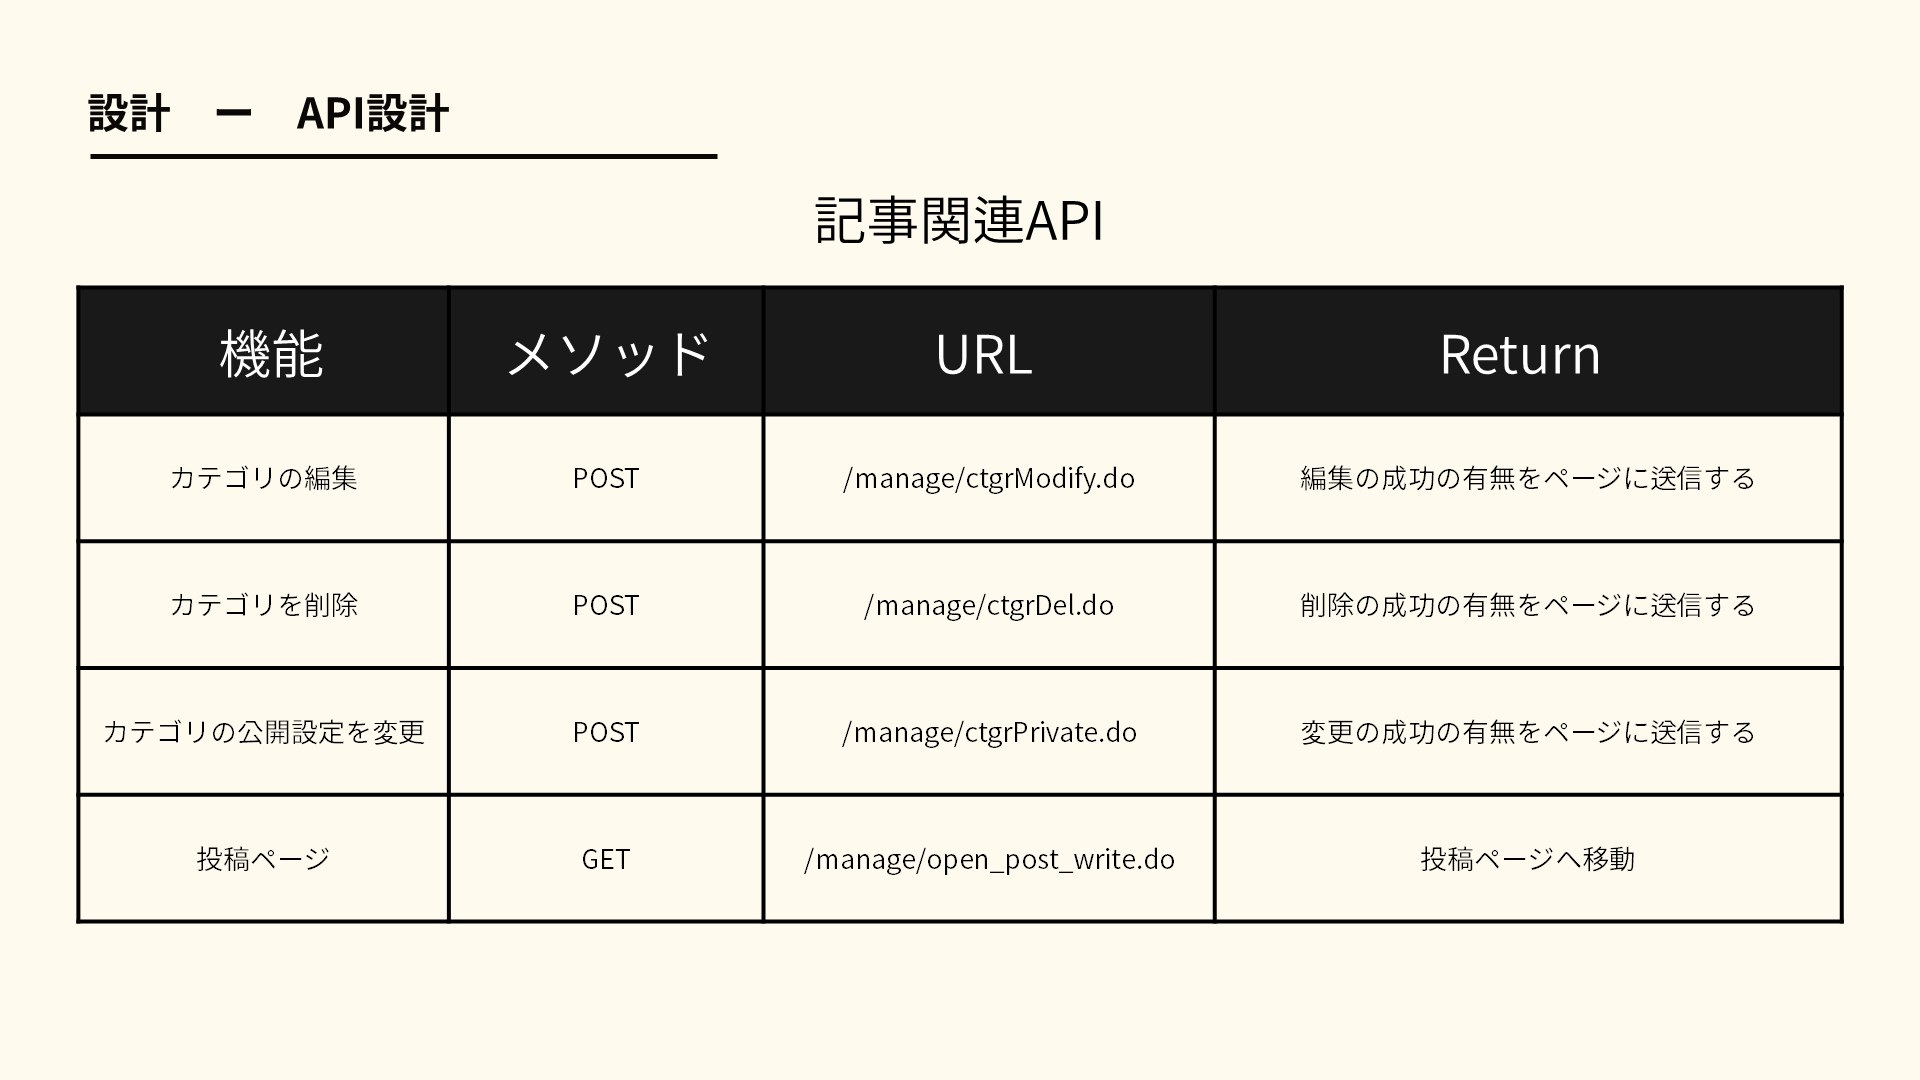 設計　ー　API設計
記事関連API
機能 メソッド URL Return
カテゴリの編集 POST /manage/ctgrModify.do 編集の成功の有無をページに送信する
カテゴリを削除 POST /manage/ctgrDel.do 削除の成功の有無をページに送信する
カテゴリの公開設定を変更 POST /manage/ctgrPrivate.do 変更の成功の有無をページに送信する
投稿ページ GET /manage/open_post_write.do 投稿ページへ移動